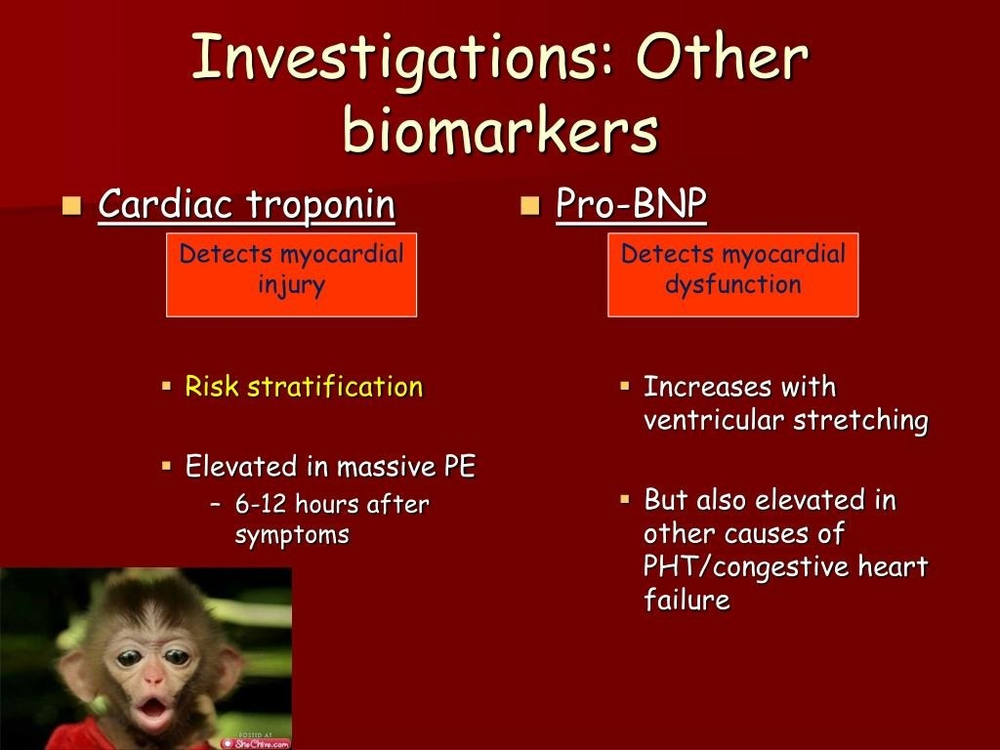 Investigations: Other
biomarkers
Cardiac troponin
Detects myocardial
injury
Risk stratification
Elevated in massive PE
– 6-12 hours after
symptoms
Pro-BNP
Detects myocardial
dysfunction
Increases with
ventricular stretching
But also elevated in
other causes of
PHT/congestive heart
failure
POSTED AT
SheChive.com